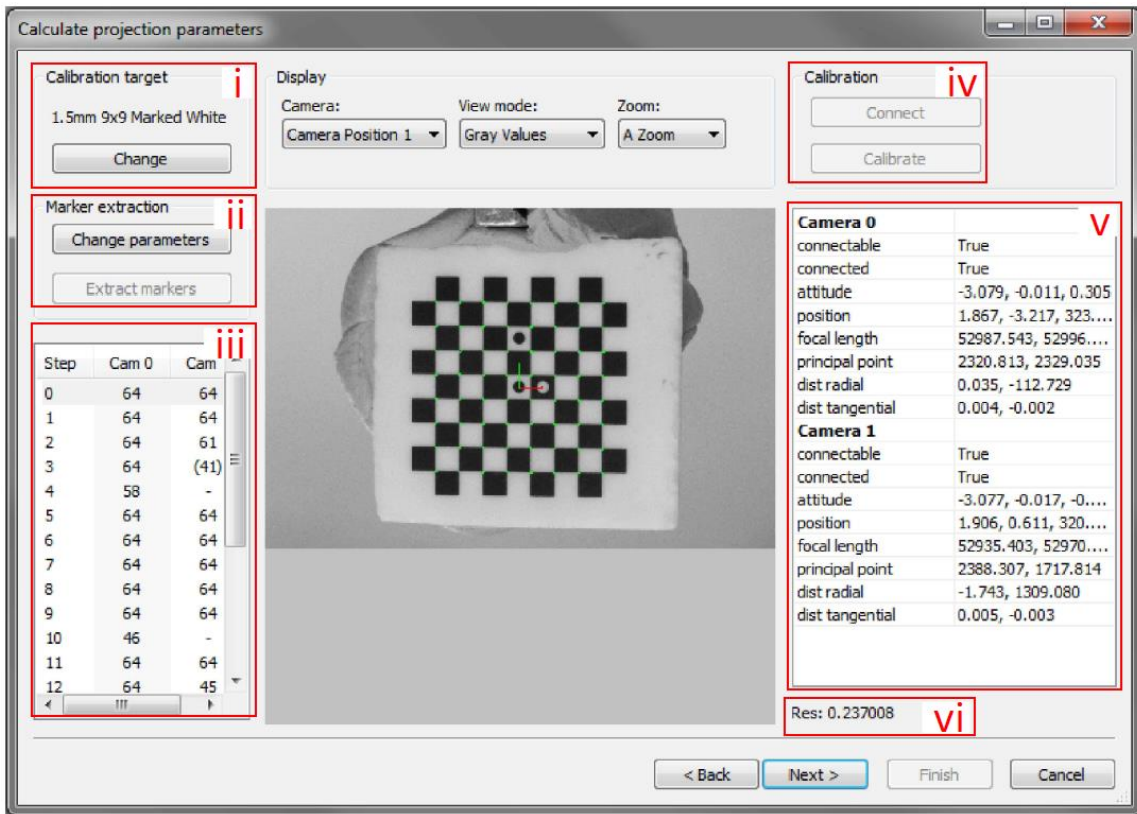 Calculate projection parameters
Calibration target
i
1.5mm 9x9 Marked White
Change
Display
Camera:
View mode:
Zoom:
Camera Position 1
Gray Values
A Zoom
Calibration
iv
Connect
Calibrate
Marker extraction
ii
Change parameters
Extract markers
iii
Step Cam 0 Cam
0 64 64
1 64 64
2 64 61
3 64 (41)
4 58 -
5 64 64
6 64 64
7 64 64
8 64 64
9 64 64
10 46 -
11 64 64
12 64 45
v
Camera 0
connectable True
connected True
attitude -3.079, -0.011, 0.305
position 1.867, -3.217, 323....
focal length 52987.543, 52996....
principal point 2320.813, 2329.035
dist radial 0.035, -112.729
dist tangential 0.004, -0.002
Camera 1
connectable True
connected True
attitude -3.077, -0.017, -0....
position 1.906, 0.611, 320....
focal length 52935.403, 52970....
principal point 2388.307, 1717.814
dist radial -1.743, 1309.080
dist tangential 0.005, -0.003
Res: 0.237008
vi
< Back
Next >
Finish
Cancel